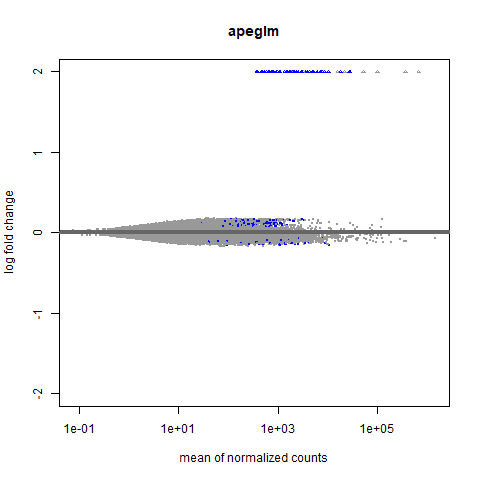 apeglm
log fold change
2
1
0
-1
-2
1e-01
1e+01
1e+03
1e+05
mean of normalized counts